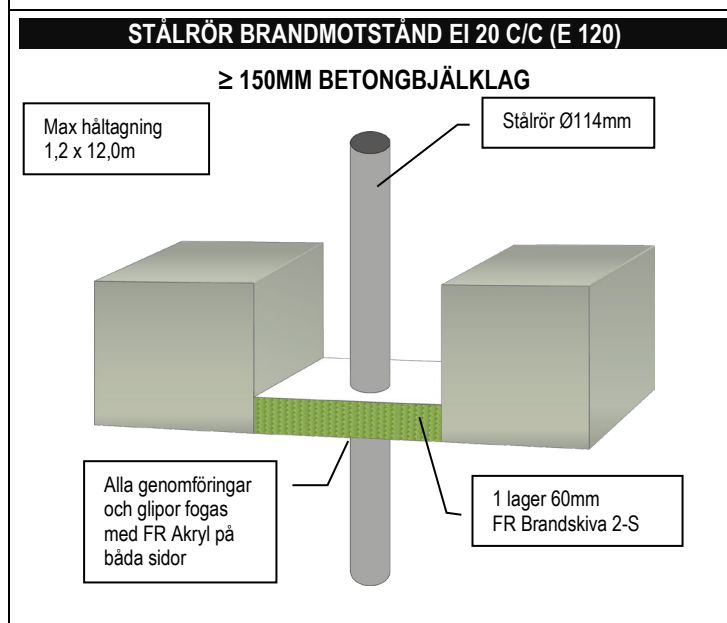 STÅLRÖR BRANDMOTSTÅND EI 20 C/C (E 120)
≥ 150MM BETONGBJÄLKLAG
Max håltagning
1,2 x 12,0m
Stålrör Ø114mm
Alla genomföringar
och glipor fogas
med FR Akryl på
båda sidor
1 lager 60mm
FR Brandskiva 2-S